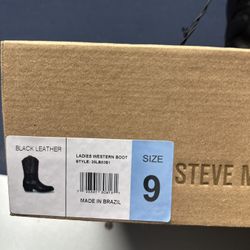 BLACK LEATHER
LADIES WESTERN BOOT
SIZE
9
MADE IN BRAZIL
STEVE M